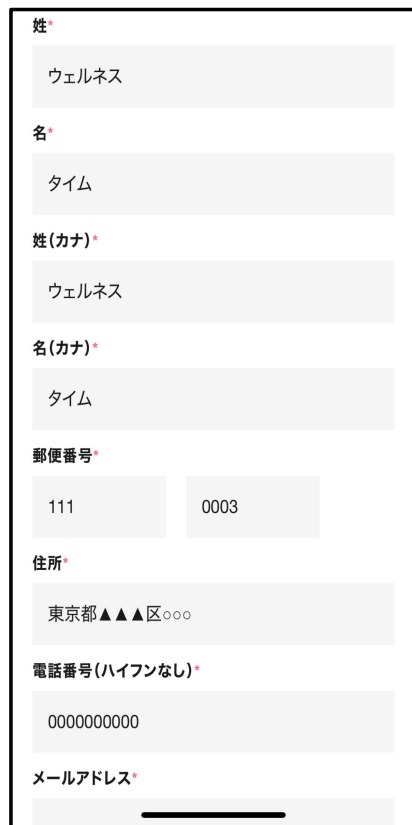 姓*
ウェルネス
名*
タイム
姓(カナ)*
ウェルネス
名(カナ)*
タイム
郵便番号*
111 0003
住所*
東京都▲▲▲区○○○
電話番号(ハイフンなし)*
0000000000
メールアドレス*